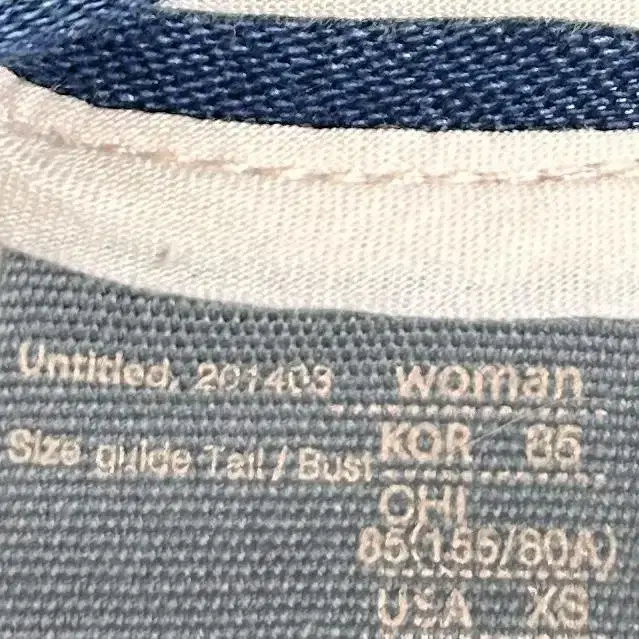 Untitled, 201403 woman
Size guide Tall / Bust KOR 85
CHI
85(155/80A)
USA XS